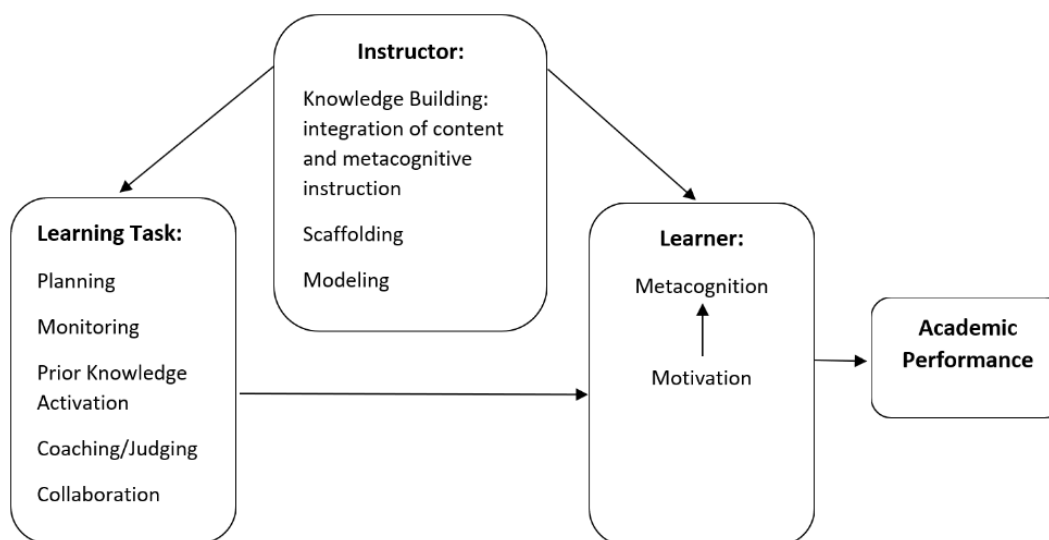 Instructor:
Knowledge Building:
integration of content
and metacognitive
instruction
Scaffolding
Modeling
Learning Task:
Planning
Monitoring
Prior Knowledge
Activation
Coaching/Judging
Collaboration
Learner:
Metacognition
Motivation
Academic
Performance